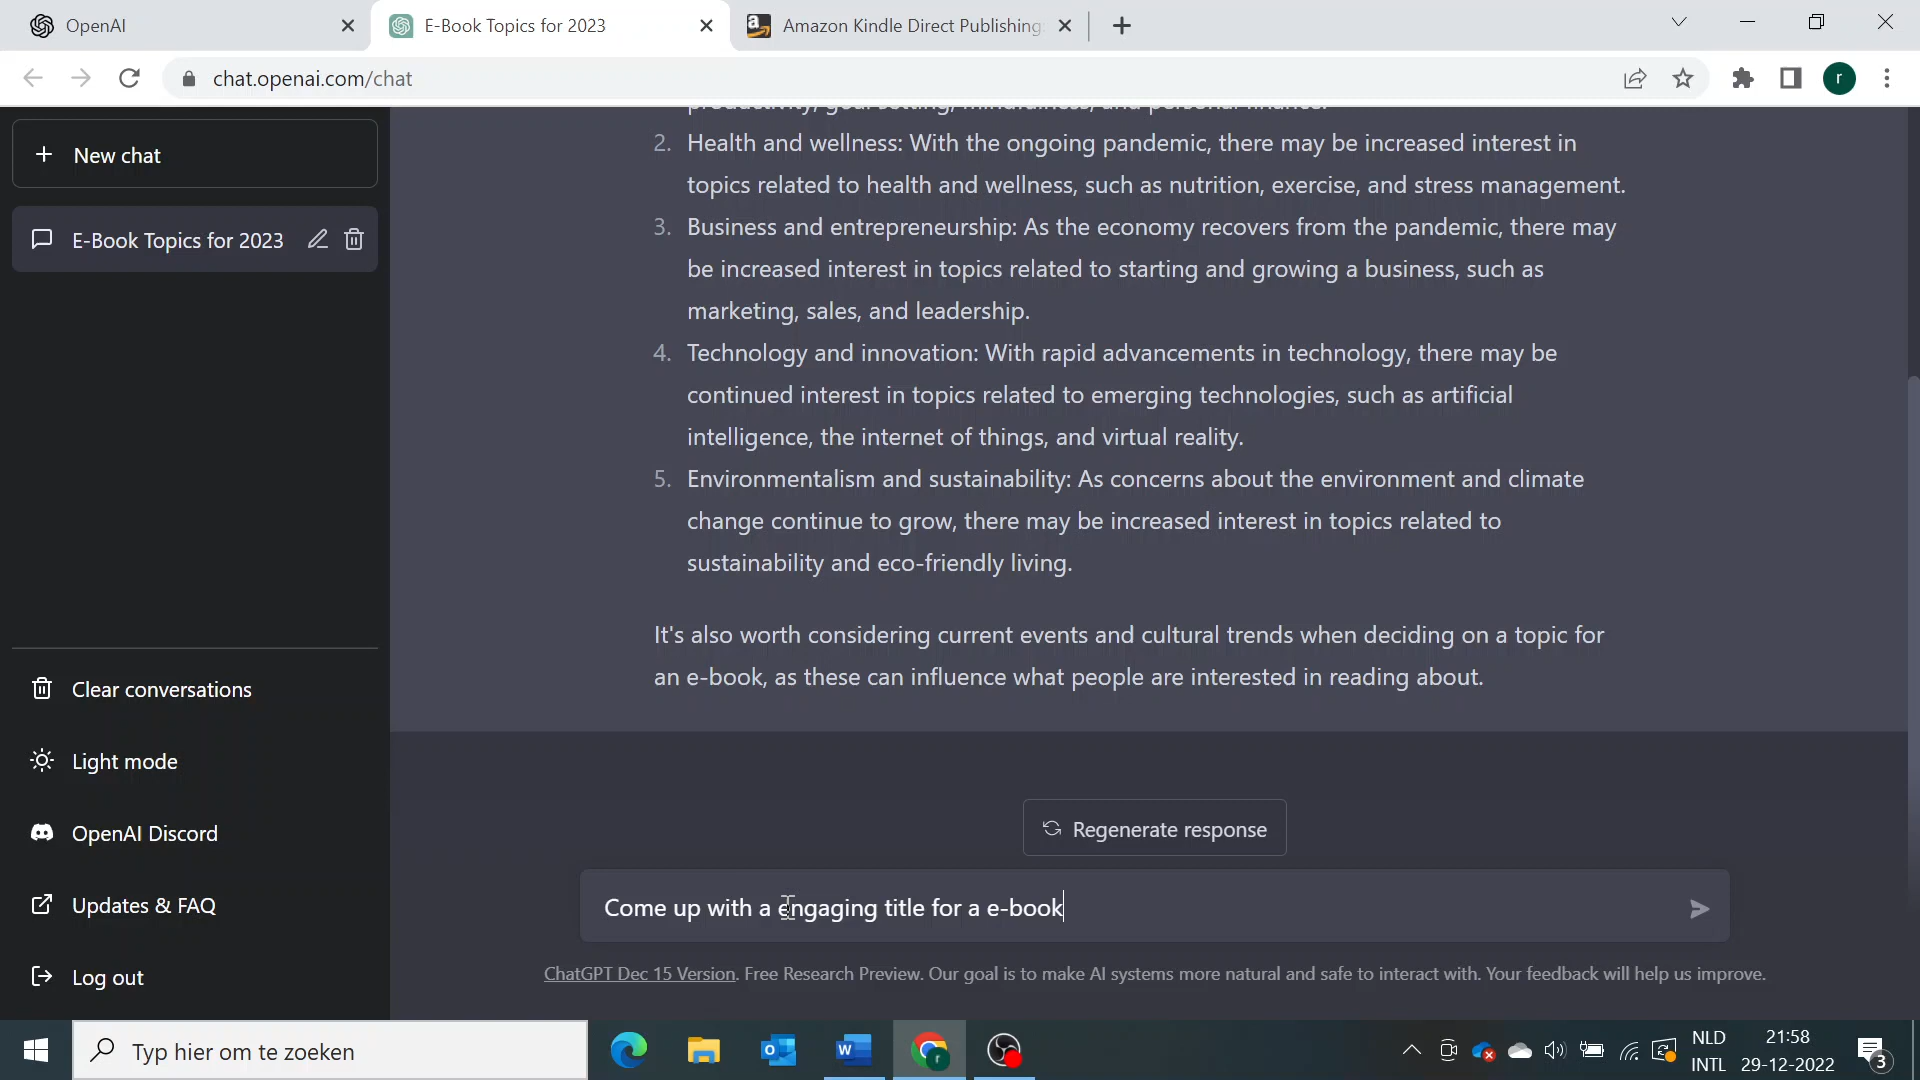 OpenAI
E-Book Topics for 2023
Amazon Kindle Direct Publishing:
chat.openai.com/chat
r
New chat
E-Book Topics for 2023
productivity, goal setting, mindfulness, and personal finance.
2. Health and wellness: With the ongoing pandemic, there may be increased interest in
topics related to health and wellness, such as nutrition, exercise, and stress management.
3. Business and entrepreneurship: As the economy recovers from the pandemic, there may
be increased interest in topics related to starting and growing a business, such as
marketing, sales, and leadership.
4. Technology and innovation: With rapid advancements in technology, there may be
continued interest in topics related to emerging technologies, such as artificial
intelligence, the internet of things, and virtual reality.
5. Environmentalism and sustainability: As concerns about the environment and climate
change continue to grow, there may be increased interest in topics related to
sustainability and eco-friendly living.
It's also worth considering current events and cultural trends when deciding on a topic for
an e-book, as these can influence what people are interested in reading about.
Clear conversations
Light mode
OpenAI Discord
Updates & FAQ
Log out
Regenerate response
Come up with a engaging title for a e-book
ChatGPT Dec 15 Version. Free Research Preview. Our goal is to make AI systems more natural and safe to interact with. Your feedback will help us improve.
Typ hier om te zoeken
NLD
INTL
21:58
29-12-2022
3